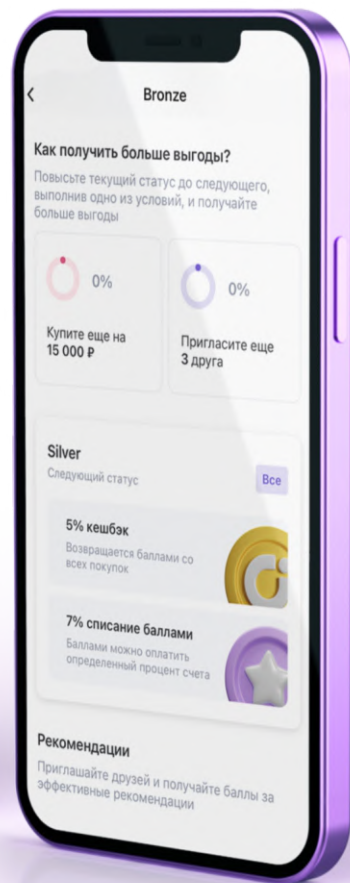 Bronze
Как получить больше выгоды?
Повысьте текущий статус до следующего,
выполнив одно из условий, и получайте
больше выгоды
0%
0%
Купите еще на
15 000 ₽
Пригласите еще
3 друга
Silver
Следующий статус
Все
5% кешбэк
Возвращается баллами со
всех покупок
7% списание баллами
Баллами можно оплатить
определенный процент счета
Рекомендации
Приглашайте друзей и получайте баллы за
эффективные рекомендации